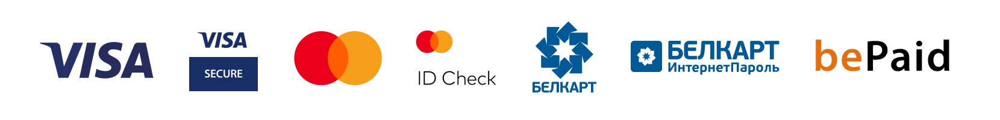 VISA
VISA
SECURE
ID Check
БЕЛКАРТ
БЕЛКАРТ
ИнтернетПароль
bePaid